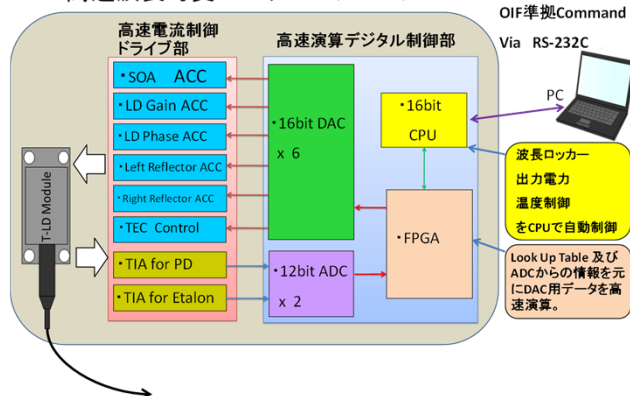 OIF準拠Command
Via RS-232C
高速電流制御
ドライブ部
高速演算デジタル制御部
・SOA ACC
・LD Gain ACC
・LD Phase ACC
・Left Reflector ACC
・Right Reflector ACC
・TEC Control
・TIA for PD
・TIA for Etalon
・16bit DAC
x 6
・12bit ADC
x 2
・16bit
CPU
・FPGA
PC
T-LD Module
波長ロッカー
出力電力
温度制御
をCPUで自動制御
Look Up Table 及び
ADCからの情報を元
にDAC用データを高
速演算。